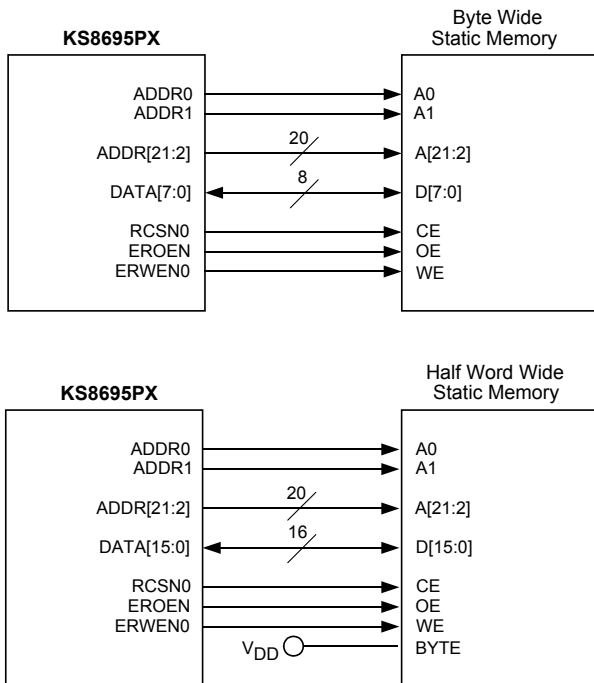 Byte Wide
Static Memory
KS8695PX
ADDR0
A0
ADDR1
A1
ADDR[21:2]
20
A[21:2]
DATA[7:0]
8
D[7:0]
RCSN0
CE
EROEN
OE
ERWEN0
WE
Half Word Wide
Static Memory
KS8695PX
ADDR0
A0
ADDR1
A1
ADDR[21:2]
20
A[21:2]
DATA[15:0]
16
D[15:0]
RCSN0
CE
EROEN
OE
ERWEN0
WE
VDD
BYTE